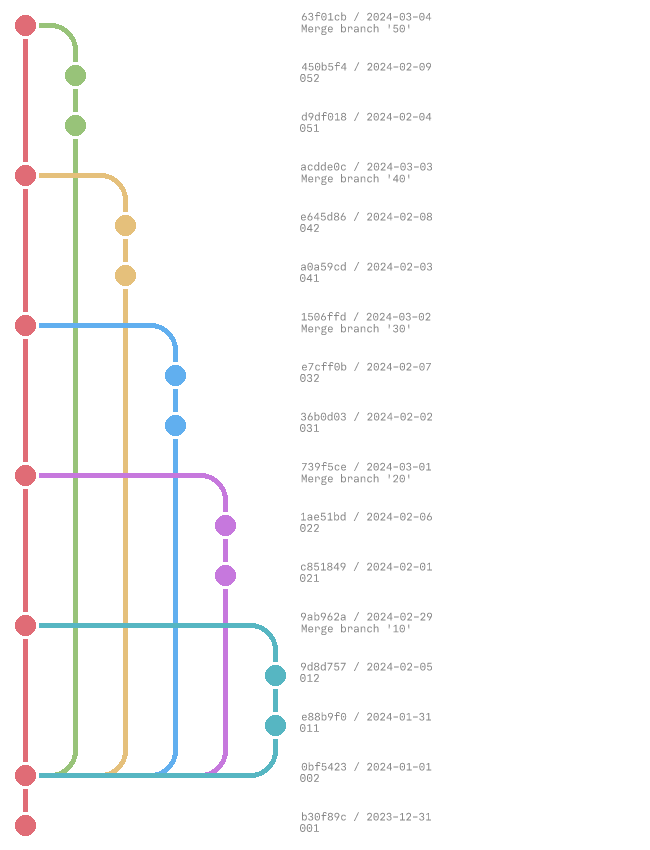 63f01cb / 2024-03-04
Merge branch '50'
450b5f4 / 2024-02-09
052
d9df018 / 2024-02-04
051
acdde0c / 2024-03-03
Merge branch '40'
e645d86 / 2024-02-08
042
a0a59cd / 2024-02-03
041
1506ffd / 2024-03-02
Merge branch '30'
e7cff0b / 2024-02-07
032
36b0d03 / 2024-02-02
031
739f5ce / 2024-03-01
Merge branch '20'
1ae51bd / 2024-02-06
022
c851849 / 2024-02-01
021
9ab962a / 2024-02-29
Merge branch '10'
9d8d757 / 2024-02-05
012
e88b9f0 / 2024-01-31
011
0bf5423 / 2024-01-01
002
b30f89c / 2023-12-31
001